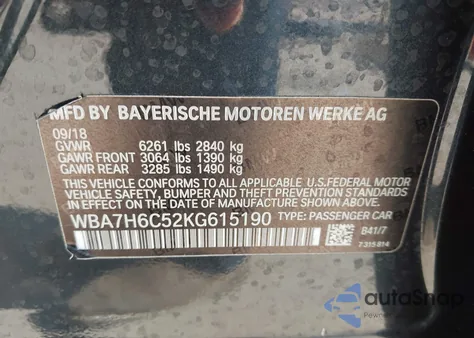 MFD BY BAYERISCHE MOTOREN WERKE AG
09/18
GVWR 6261 lbs 2840 kg
GAWR FRONT 3064 lbs 1390 kg
GAWR REAR 3285 lbs 1490 kg
THIS VEHICLE CONFORMS TO ALL APPLICABLE U.S.FEDERAL MOTOR
VEHICLE SAFETY, BUMPER AND THEFT PREVENTION STANDARDS
IN EFFECT ON THE DATE OF MANUFACTURE SHOWN ABOVE.
WBA7H6C52KG615190 TYPE: PASSENGER CAR
B41/7
7315814
autoSnap